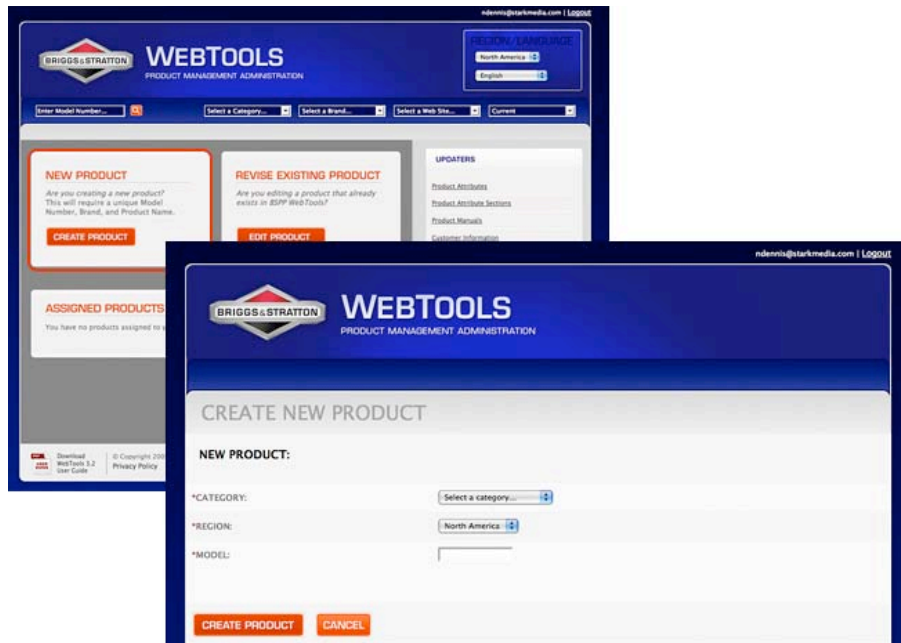 ndennis@starkmedia.com | Logout
BRIGGS&STRATTON
WEBTOOLS
PRODUCT MANAGEMENT ADMINISTRATION
REGION/LANGUAGE
North America
English
Enter Model Number...
Select a Category...
Select a Brand...
Select a Web Site...
Current
NEW PRODUCT
Are you creating a new product?
This will require a unique Model
Number, Brand, and Product Name.
CREATE PRODUCT
REVISE EXISTING PRODUCT
Are you editing a product that already
exists in BSPP WebTools?
EDIT PRODUCT
UPDATERS
Product Attributes
Product Attribute Sections
Product Manuals
Customer Information
ASSIGNED PRODUCTS
You have no products assigned to
Download
WebTools 3.2
User Guide
© Copyright 200
Privacy Policy
ndennis@starkmedia.com | Logout
BRIGGS&STRATTON
WEBTOOLS
PRODUCT MANAGEMENT ADMINISTRATION
CREATE NEW PRODUCT
NEW PRODUCT:
*CATEGORY:
Select a category...
*REGION:
North America
*MODEL:
CREATE PRODUCT
CANCEL